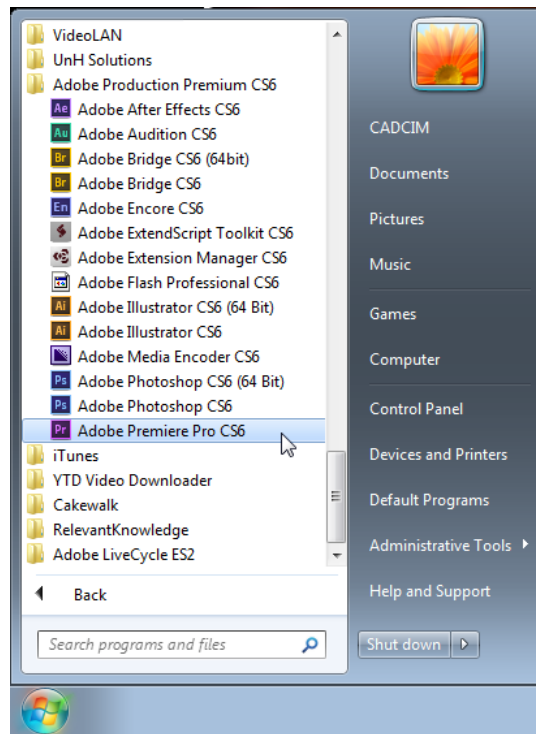 VideoLAN
UnH Solutions
Adobe Production Premium CS6
Ae Adobe After Effects CS6
Au Adobe Audition CS6
Br Adobe Bridge CS6 (64bit)
Br Adobe Bridge CS6
En Adobe Encore CS6
Adobe ExtendScript Toolkit CS6
Adobe Extension Manager CS6
Adobe Flash Professional CS6
Ai Adobe Illustrator CS6 (64 Bit)
Ai Adobe Illustrator CS6
Adobe Media Encoder CS6
Ps Adobe Photoshop CS6 (64 Bit)
Ps Adobe Photoshop CS6
Pr Adobe Premiere Pro CS6
iTunes
YTD Video Downloader
Cakewalk
RelevantKnowledge
Adobe LiveCycle ES2
Back
Search programs and files
CADCIM
Documents
Pictures
Music
Games
Computer
Control Panel
Devices and Printers
Default Programs
Administrative Tools
Help and Support
Shut down